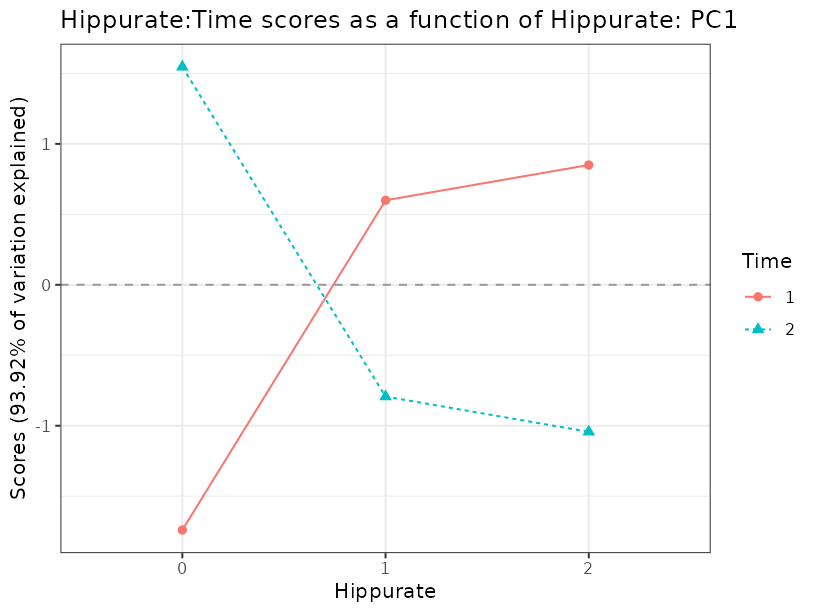 Hippurate:Time scores as a function of Hippurate: PC1
Scores (93.92% of variation explained)
1
0
-1
0
1
2
Hippurate
Time
1
2